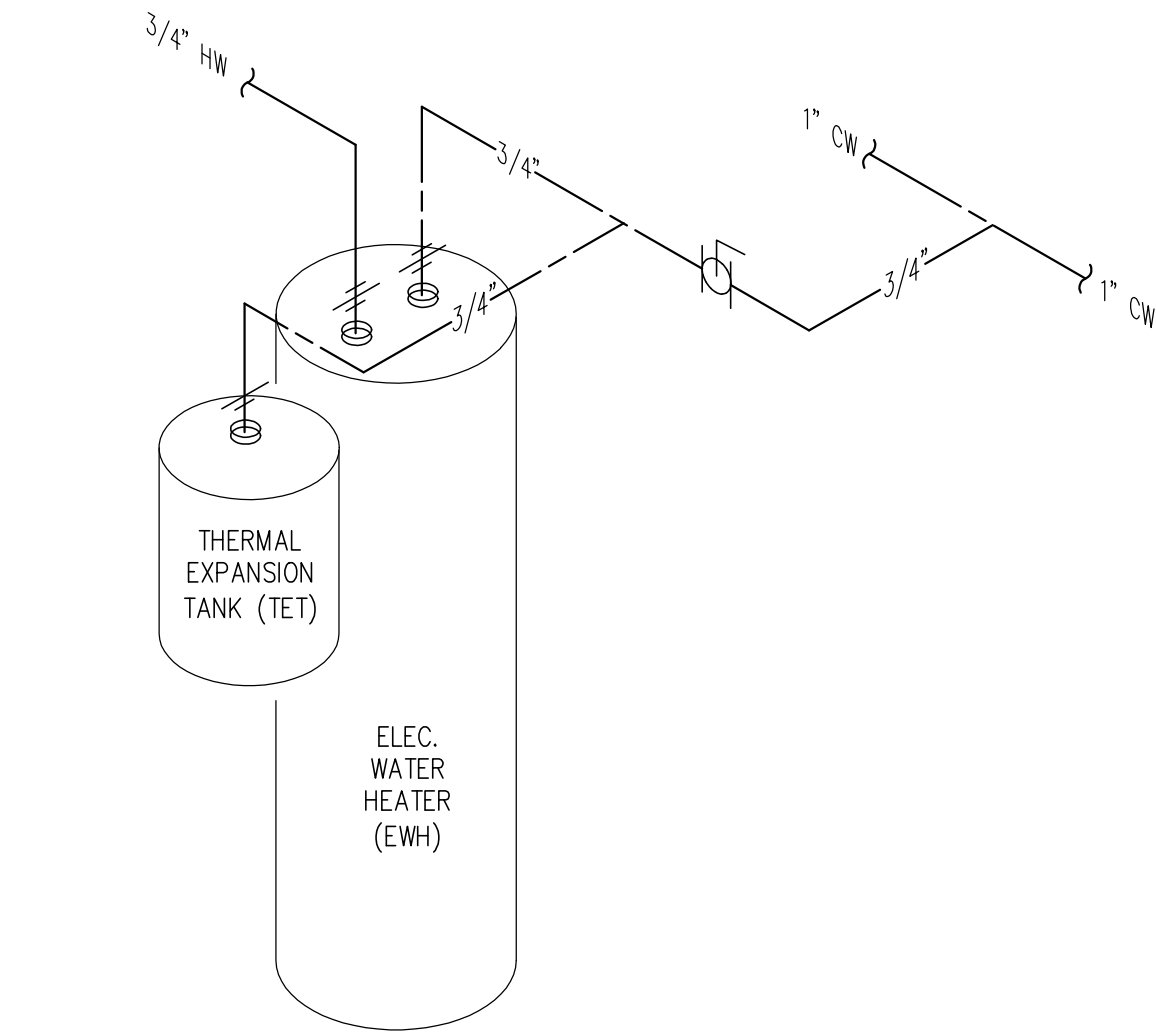 3/4" HW
3/4"
1" CW
3/4"
1" CW
3/4"
THERMAL
EXPANSION
TANK (TET)
ELEC.
WATER
HEATER
(EWH)